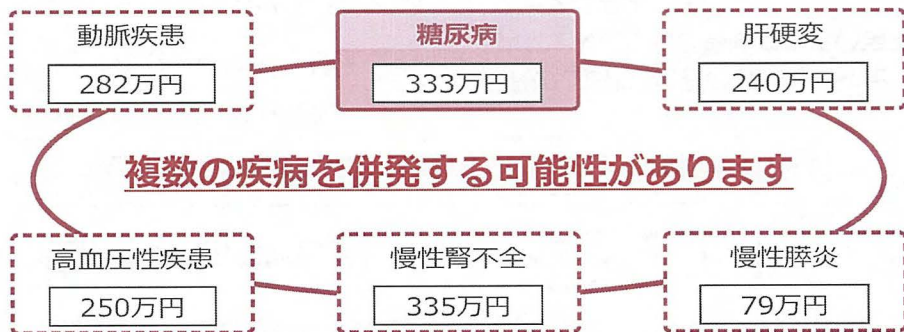 動脈疾患
282万円
糖尿病
333万円
肝硬変
240万円
複数の疾病を併発する可能性があります
高血圧性疾患
250万円
慢性腎不全
335万円
慢性膵炎
79万円